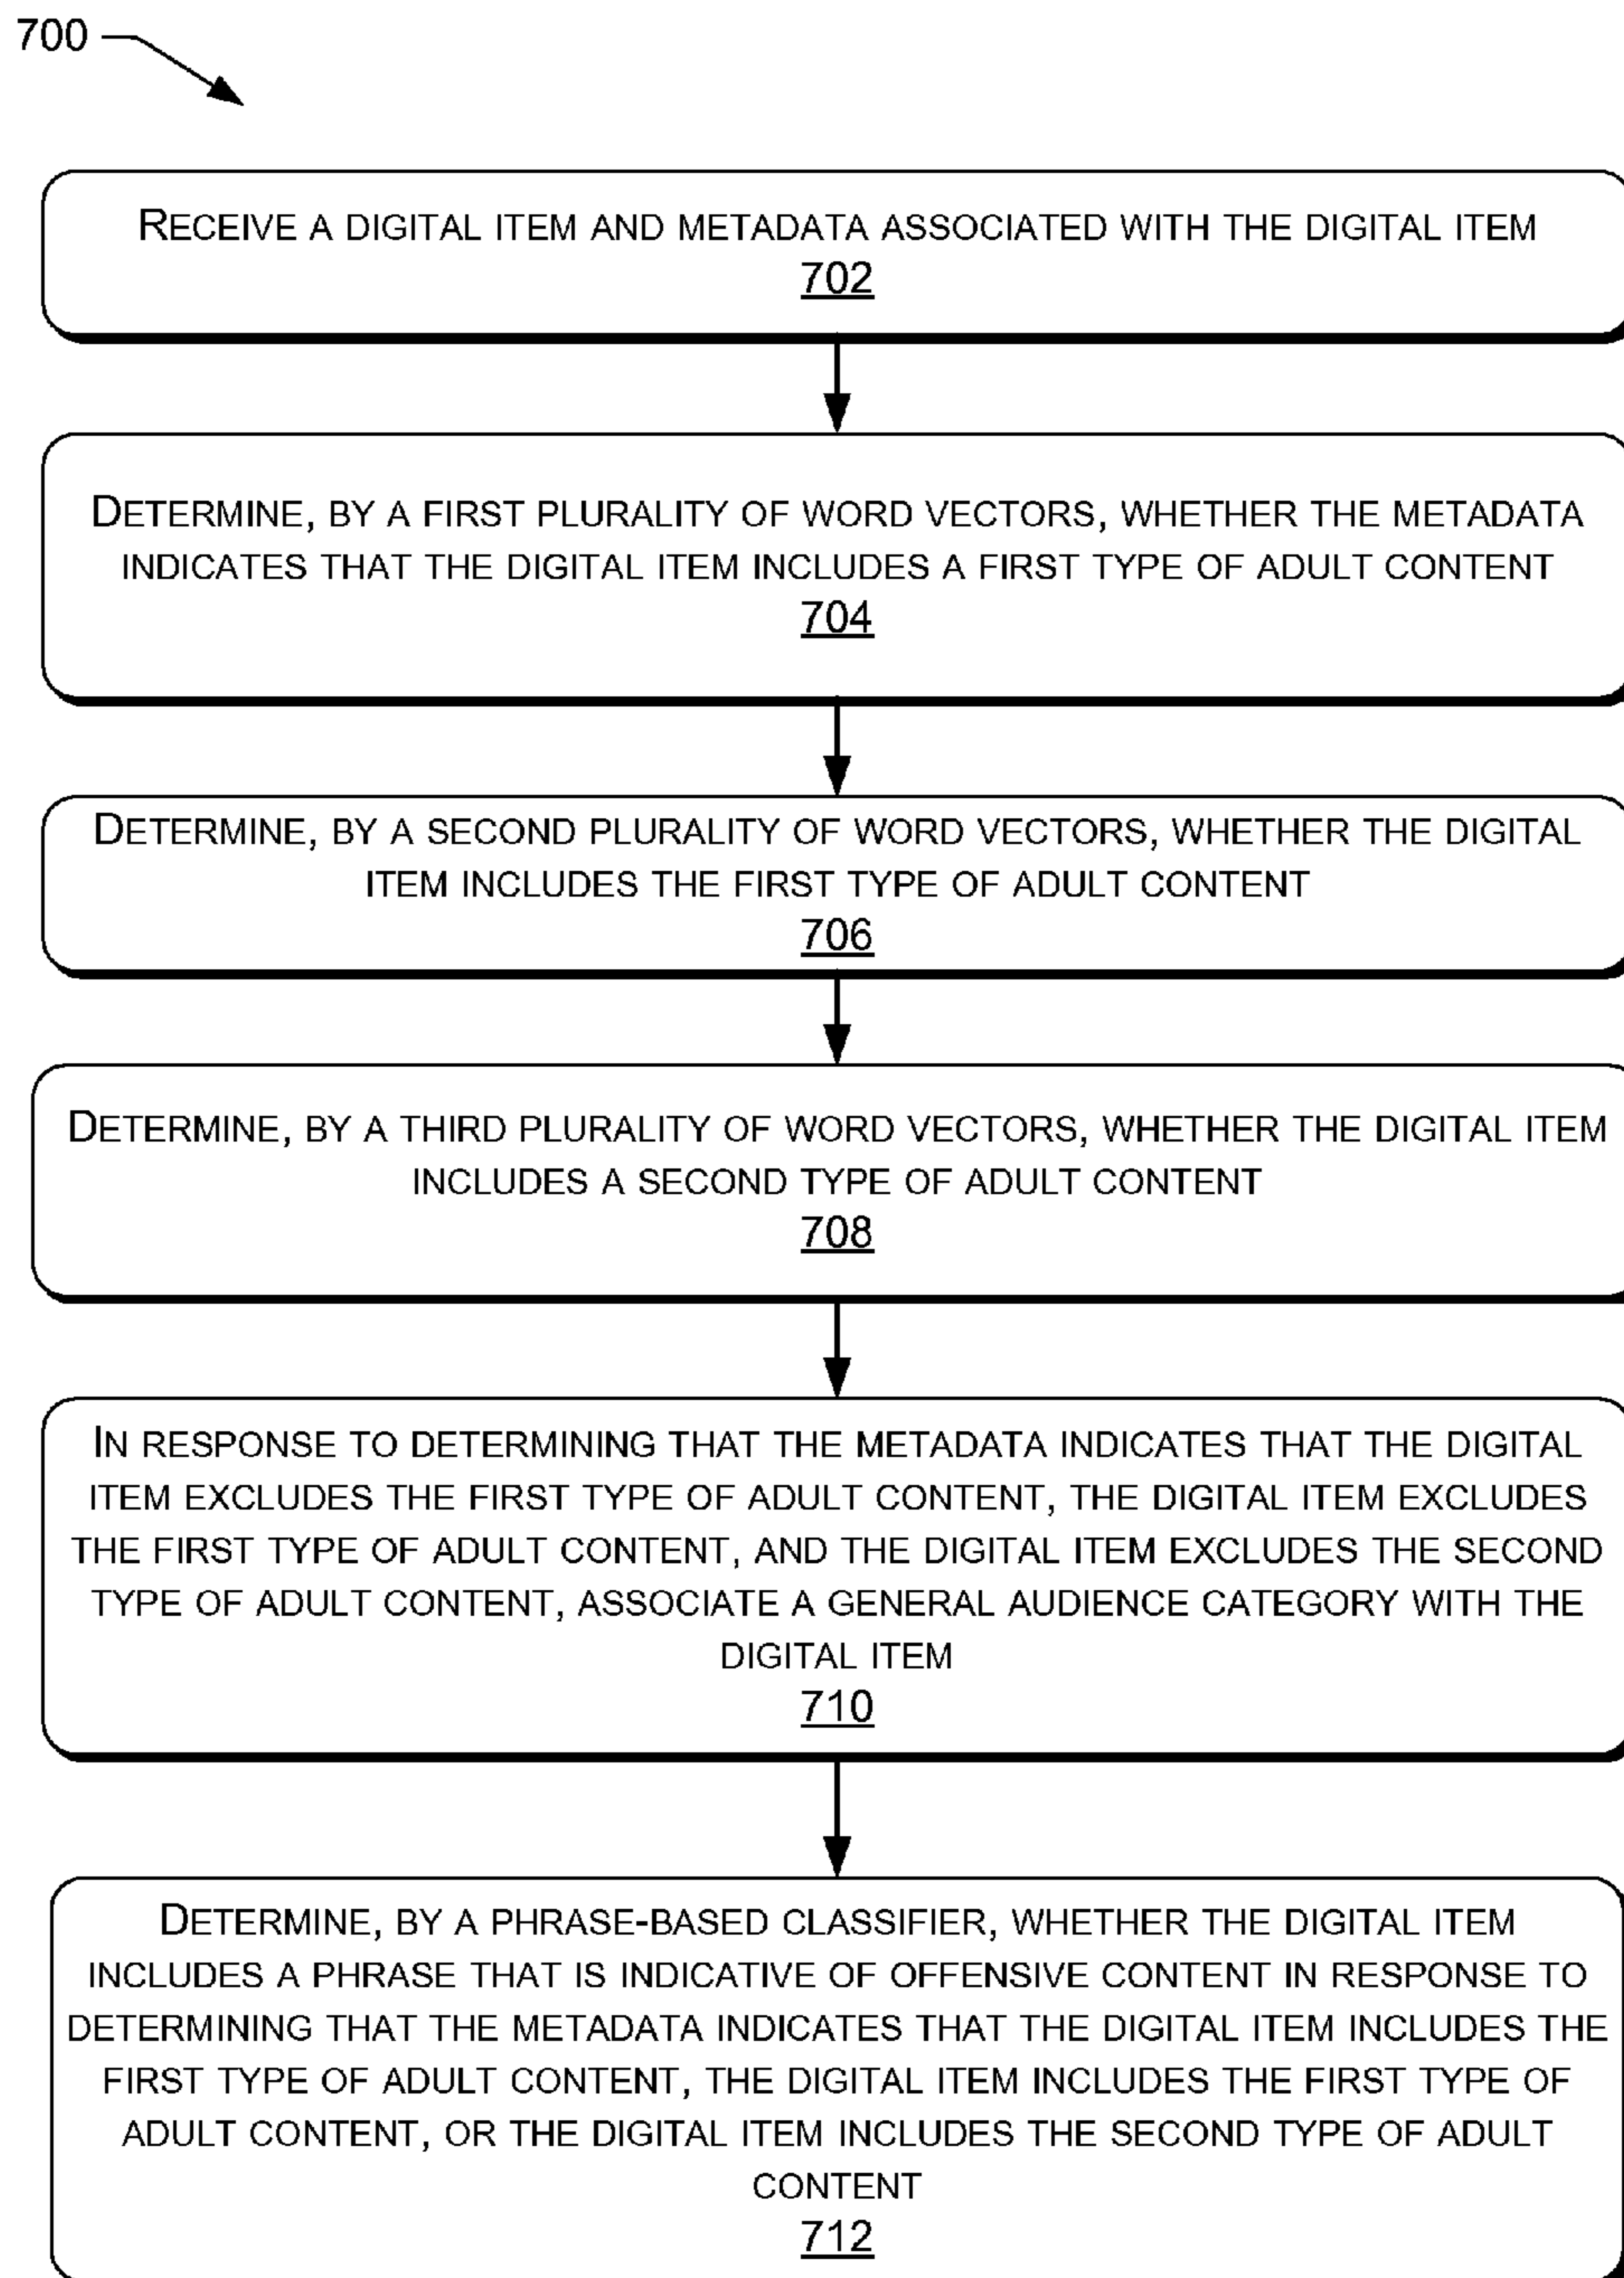 700
RECEIVE A DIGITAL ITEM AND METADATA ASSOCIATED WITH THE DIGITAL ITEM
702
DETERMINE, BY A FIRST PLURALITY OF WORD VECTORS, WHETHER THE METADATA
INDICATES THAT THE DIGITAL ITEM INCLUDES A FIRST TYPE OF ADULT CONTENT
704
DETERMINE, BY A SECOND PLURALITY OF WORD VECTORS, WHETHER THE DIGITAL
ITEM INCLUDES THE FIRST TYPE OF ADULT CONTENT
706
DETERMINE, BY A THIRD PLURALITY OF WORD VECTORS, WHETHER THE DIGITAL ITEM
INCLUDES A SECOND TYPE OF ADULT CONTENT
708
IN RESPONSE TO DETERMINING THAT THE METADATA INDICATES THAT THE DIGITAL
ITEM EXCLUDES THE FIRST TYPE OF ADULT CONTENT, THE DIGITAL ITEM EXCLUDES
THE FIRST TYPE OF ADULT CONTENT, AND THE DIGITAL ITEM EXCLUDES THE SECOND
TYPE OF ADULT CONTENT, ASSOCIATE A GENERAL AUDIENCE CATEGORY WITH THE
DIGITAL ITEM
710
DETERMINE, BY A PHRASE-BASED CLASSIFIER, WHETHER THE DIGITAL ITEM
INCLUDES A PHRASE THAT IS INDICATIVE OF OFFENSIVE CONTENT IN RESPONSE TO
DETERMINING THAT THE METADATA INDICATES THAT THE DIGITAL ITEM INCLUDES THE
FIRST TYPE OF ADULT CONTENT, THE DIGITAL ITEM INCLUDES THE FIRST TYPE OF
ADULT CONTENT, OR THE DIGITAL ITEM INCLUDES THE SECOND TYPE OF ADULT
CONTENT
712